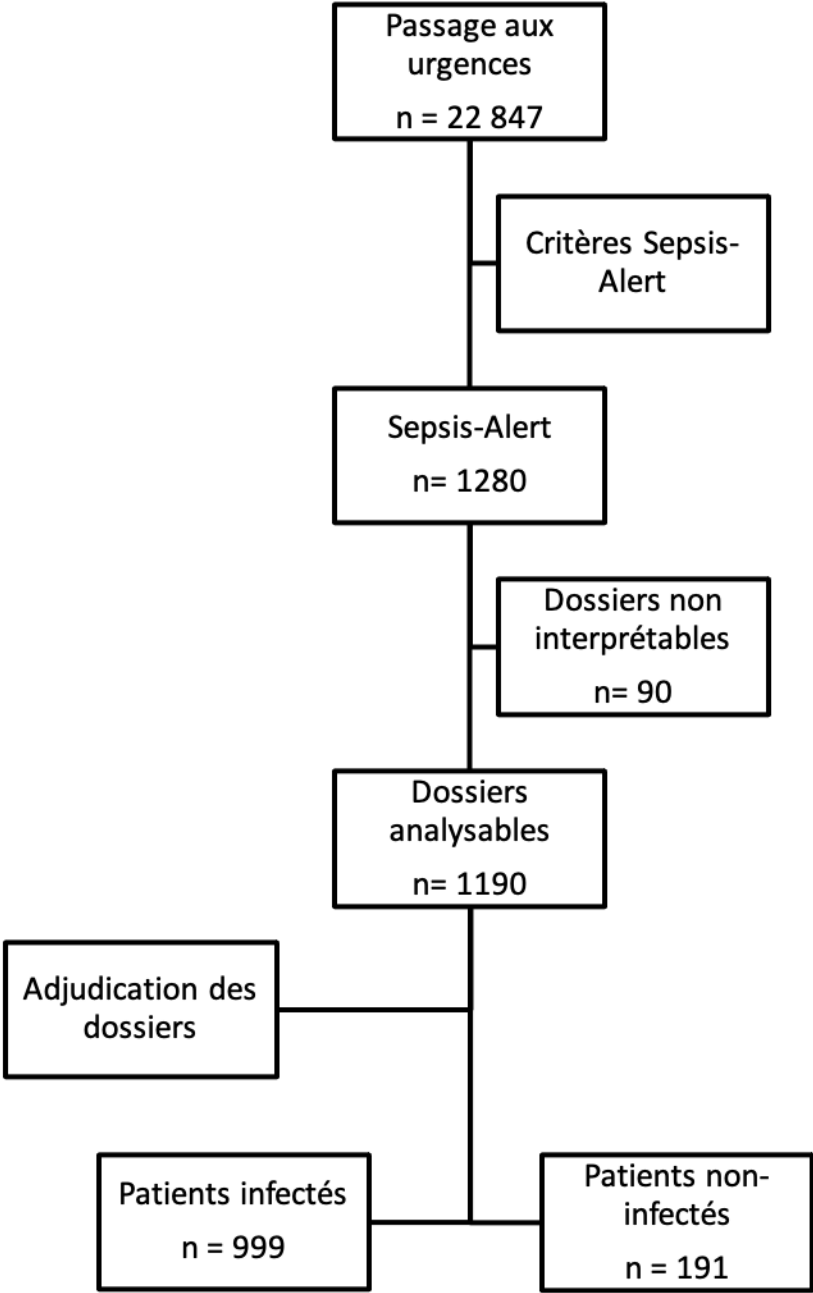 Passage aux
urgences
n = 22 847
Critères Sepsis-
Alert
Sepsis-Alert
n= 1280
Dossiers non
interprétables
n= 90
Dossiers
analysables
n= 1190
Adjudication des
dossiers
Patients infectés
n = 999
Patients non-
infectés
n = 191